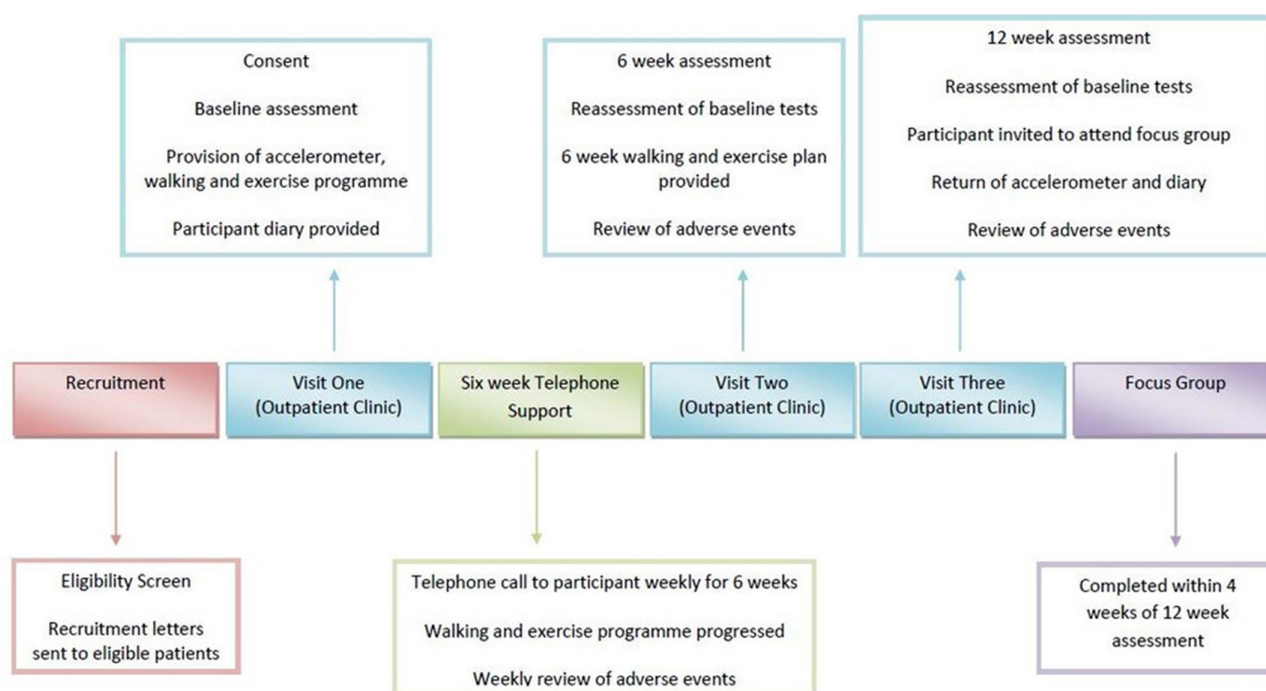 Consent
Baseline assessment
Provision of accelerometer,
walking and exercise programme
Participant diary provided
6 week assessment
Reassessment of baseline tests
6 week walking and exercise plan
provided
Review of adverse events
12 week assessment
Reassessment of baseline tests
Participant invited to attend focus group
Return of accelerometer and diary
Review of adverse events
Recruitment
Visit One
(Outpatient Clinic)
Six week Telephone
Support
Visit Two
(Outpatient Clinic)
Visit Three
(Outpatient Clinic)
Focus Group
Eligibility Screen
Recruitment letters
sent to eligible patients
Telephone call to participant weekly for 6 weeks
Walking and exercise programme progressed
Weekly review of adverse events
Completed within 4
weeks of 12 week
assessment